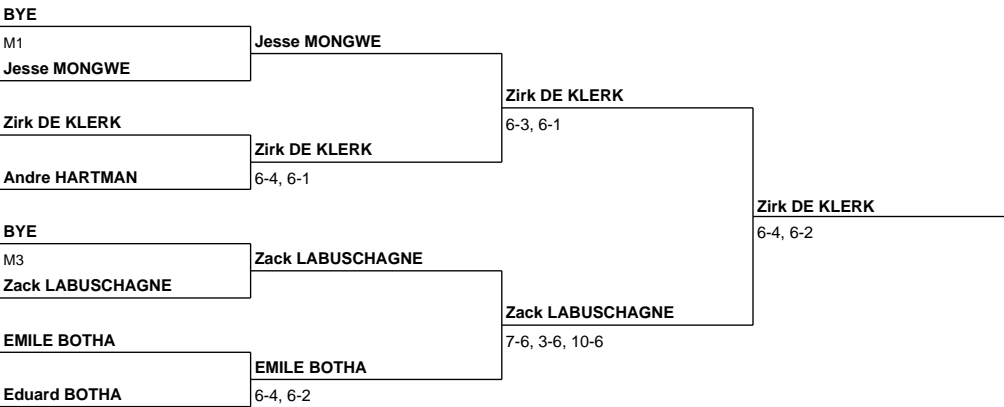 BYE
M1
Jesse MONGWE
Jesse MONGWE
Zirk DE KLERK
Andre HARTMAN
Zirk DE KLERK
6-4, 6-1
Zirk DE KLERK
6-3, 6-1
BYE
M3
Zack LABUSCHAGNE
Zack LABUSCHAGNE
EMILE BOTHA
Eduard BOTHA
EMILE BOTHA
6-4, 6-2
Zack LABUSCHAGNE
7-6, 3-6, 10-6
Zirk DE KLERK
6-4, 6-2